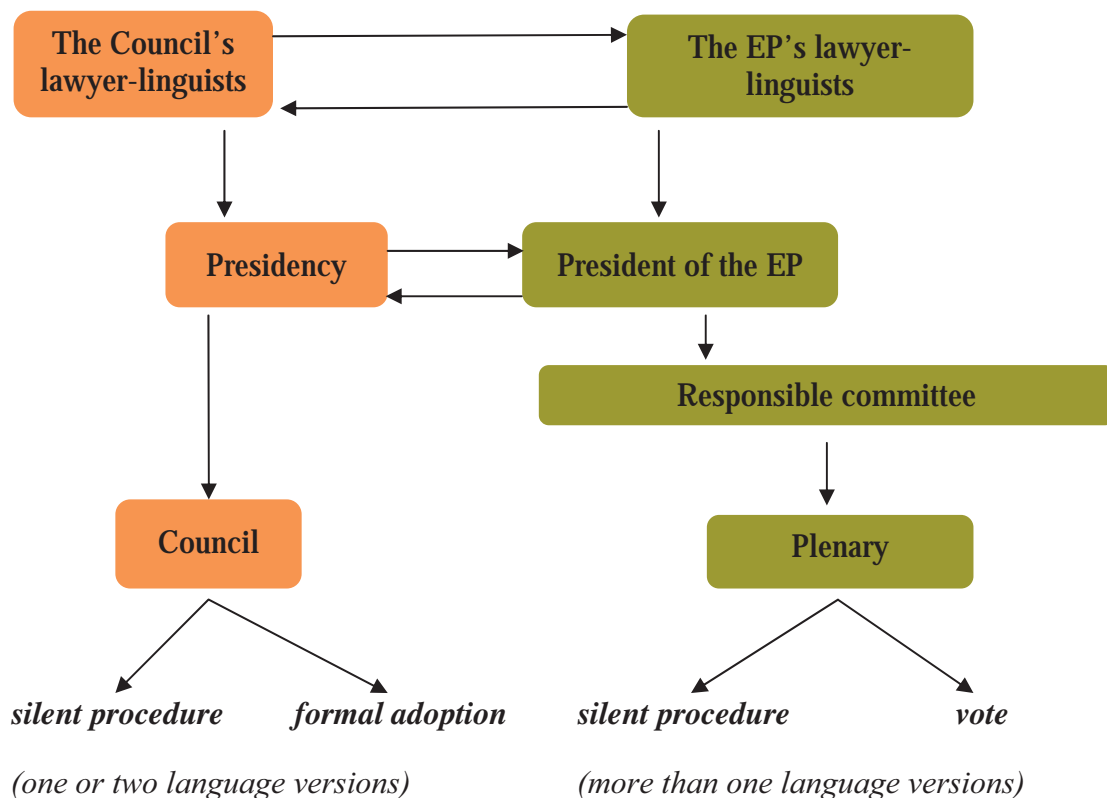 The Council’s
lawyer-linguists
The EP’s lawyer-
linguists
Presidency
President of the EP
Responsible committee
Council
Plenary
silent procedure
formal adoption
silent procedure
vote
(one or two language versions)
(more than one language versions)